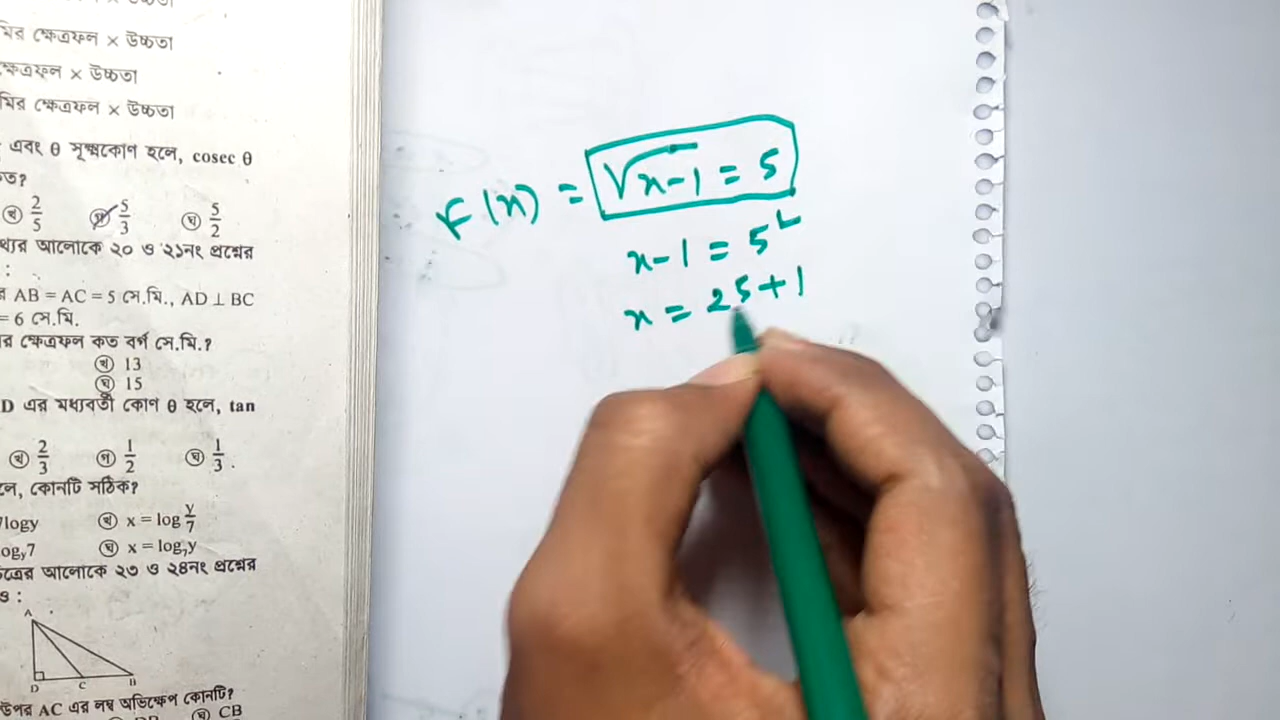 ক্ষেত্রফল × উচ্চতা
ক্ষেত্রফল × উচ্চতা
ক্ষেত্রফল × উচ্চতা
এবং θ সূক্ষ্মকোণ হলে, cosec θ
ত?
খ 2/5 গ 5/3 ঘ 5/2
আলোকে ২০ ও ২১নং প্রশ্নের
:
AB = AC = 5 সে.মি., AD ⊥ BC
= 6 সে.মি.
র ক্ষেত্রফল কত বর্গ সে.মি.?
খ 13
ঘ 15
D এর মধ্যবর্তী কোণ θ হলে, tan
খ 2/3 গ 1/2 ঘ 1/3 .
লে, কোনটি সঠিক?
7logy খ x = log y/7
logᵧ7 ঘ x = log₇y
চিত্রের আলোকে ২৩ ও ২৪নং প্রশ্নের
ও :
A
D C B
উপর AC এর লম্ব অভিক্ষেপ কোনটি?
ঘ CB
F(x) = √x-1 = 5
x-1 = 5²
x = 25+1